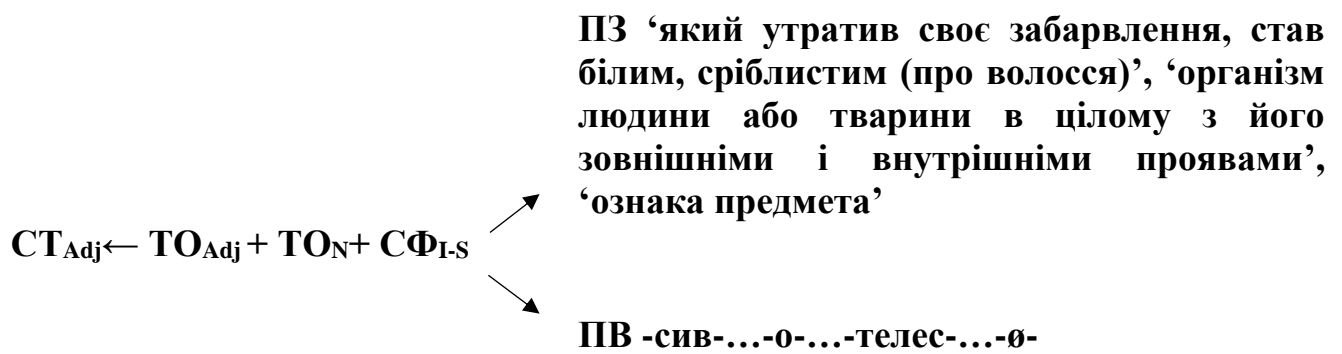 ПЗ ‘який утратив своє забарвлення, став
білим, сріблистим (про волосся)’, ‘організм
людини або тварини в цілому з його
зовнішніми і внутрішніми проявами’,
‘ознака предмета’
СТAdj← ТОAdj + ТОN+ СФI-S
ПВ -сив-…-о-…-телес-…-ø-